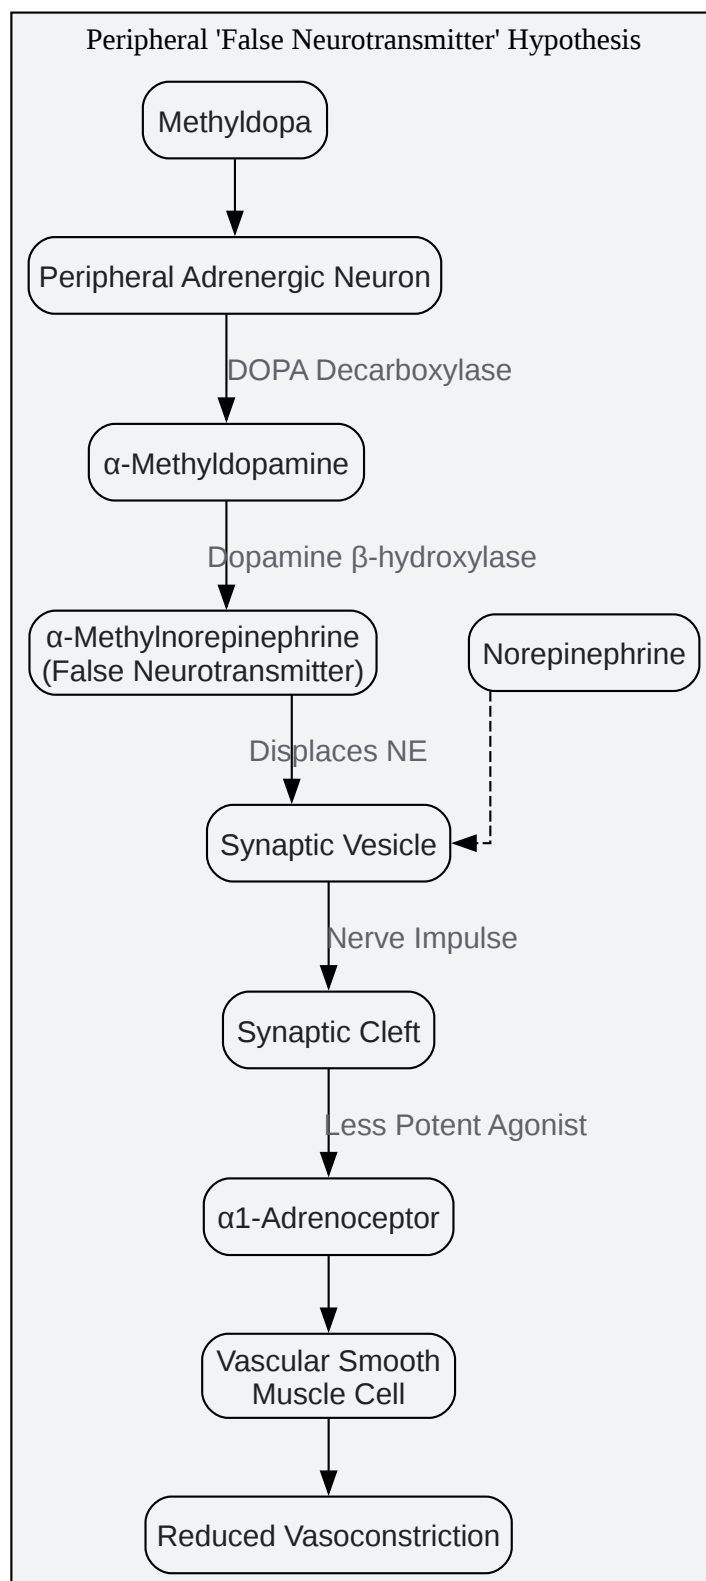 Peripheral 'False Neurotransmitter' Hypothesis
Methyldopa
Peripheral Adrenergic Neuron
DOPA Decarboxylase
α-Methyldopamine
Dopamine β-hydroxylase
α-Methylnorepinephrine
(False Neurotransmitter)
Norepinephrine
Displaces NE
Synaptic Vesicle
Nerve Impulse
Synaptic Cleft
Less Potent Agonist
α1-Adrenoceptor
Vascular Smooth
Muscle Cell
Reduced Vasoconstriction